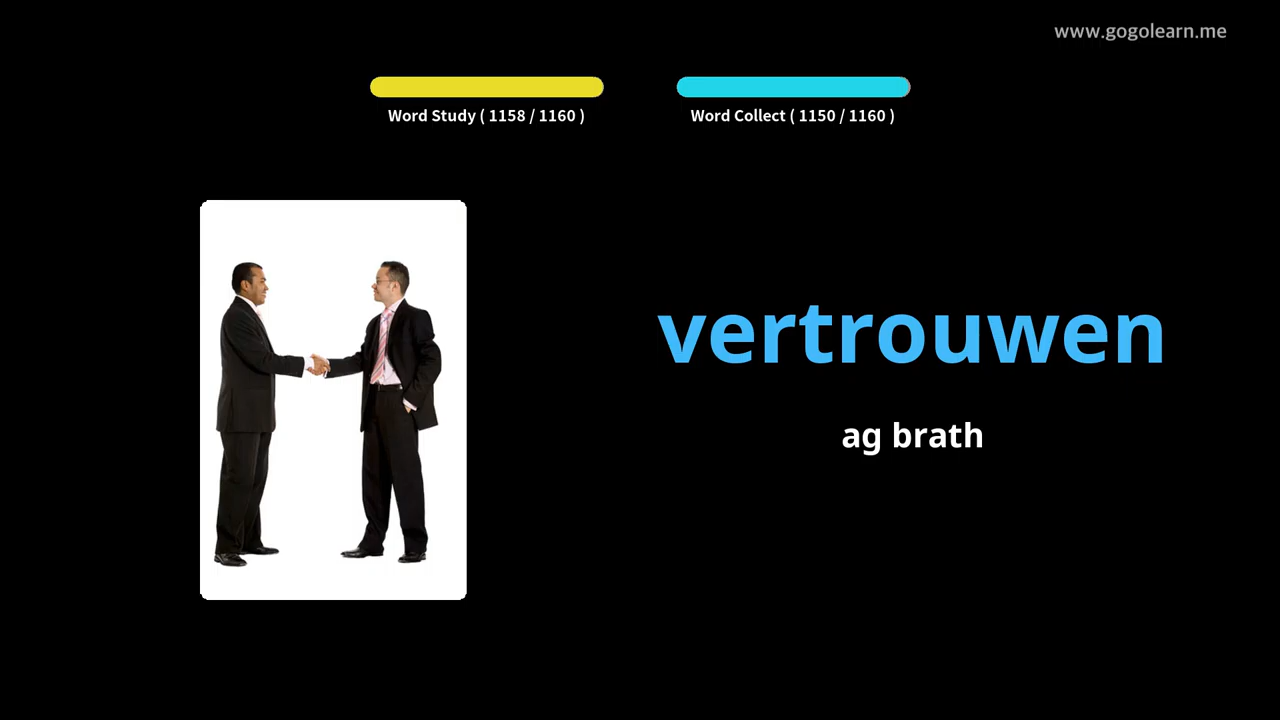 www.gogolearn.me
Word Study ( 1158 / 1160 )
Word Collect ( 1150 / 1160 )
vertrouwen
ag brath